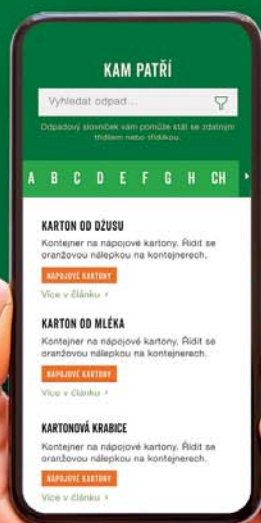 KAM PATŘÍ
Vyhledat odpad ...
Odpadový slovníček vám pomůže stát se zdatným
třídičem nebo třídičkou.
A B C D E F G H CH
KARTON OD DŽUSU
Kontejner na nápojové kartony. Řídit se
oranžovou nálepkou na kontejnerech.
NÁPOJOVÉ KARTONY
Více v článku
KARTON OD MLÉKA
Kontejner na nápojové kartony. Řídit se
oranžovou nálepkou na kontejnerech.
NÁPOJOVÉ KARTONY
Více v článku
KARTONOVÁ KRABICE
Kontejner na nápojové kartony. Řídit se
oranžovou nálepkou na kontejnerech.
NÁPOJOVÉ KARTONY
Více v článku